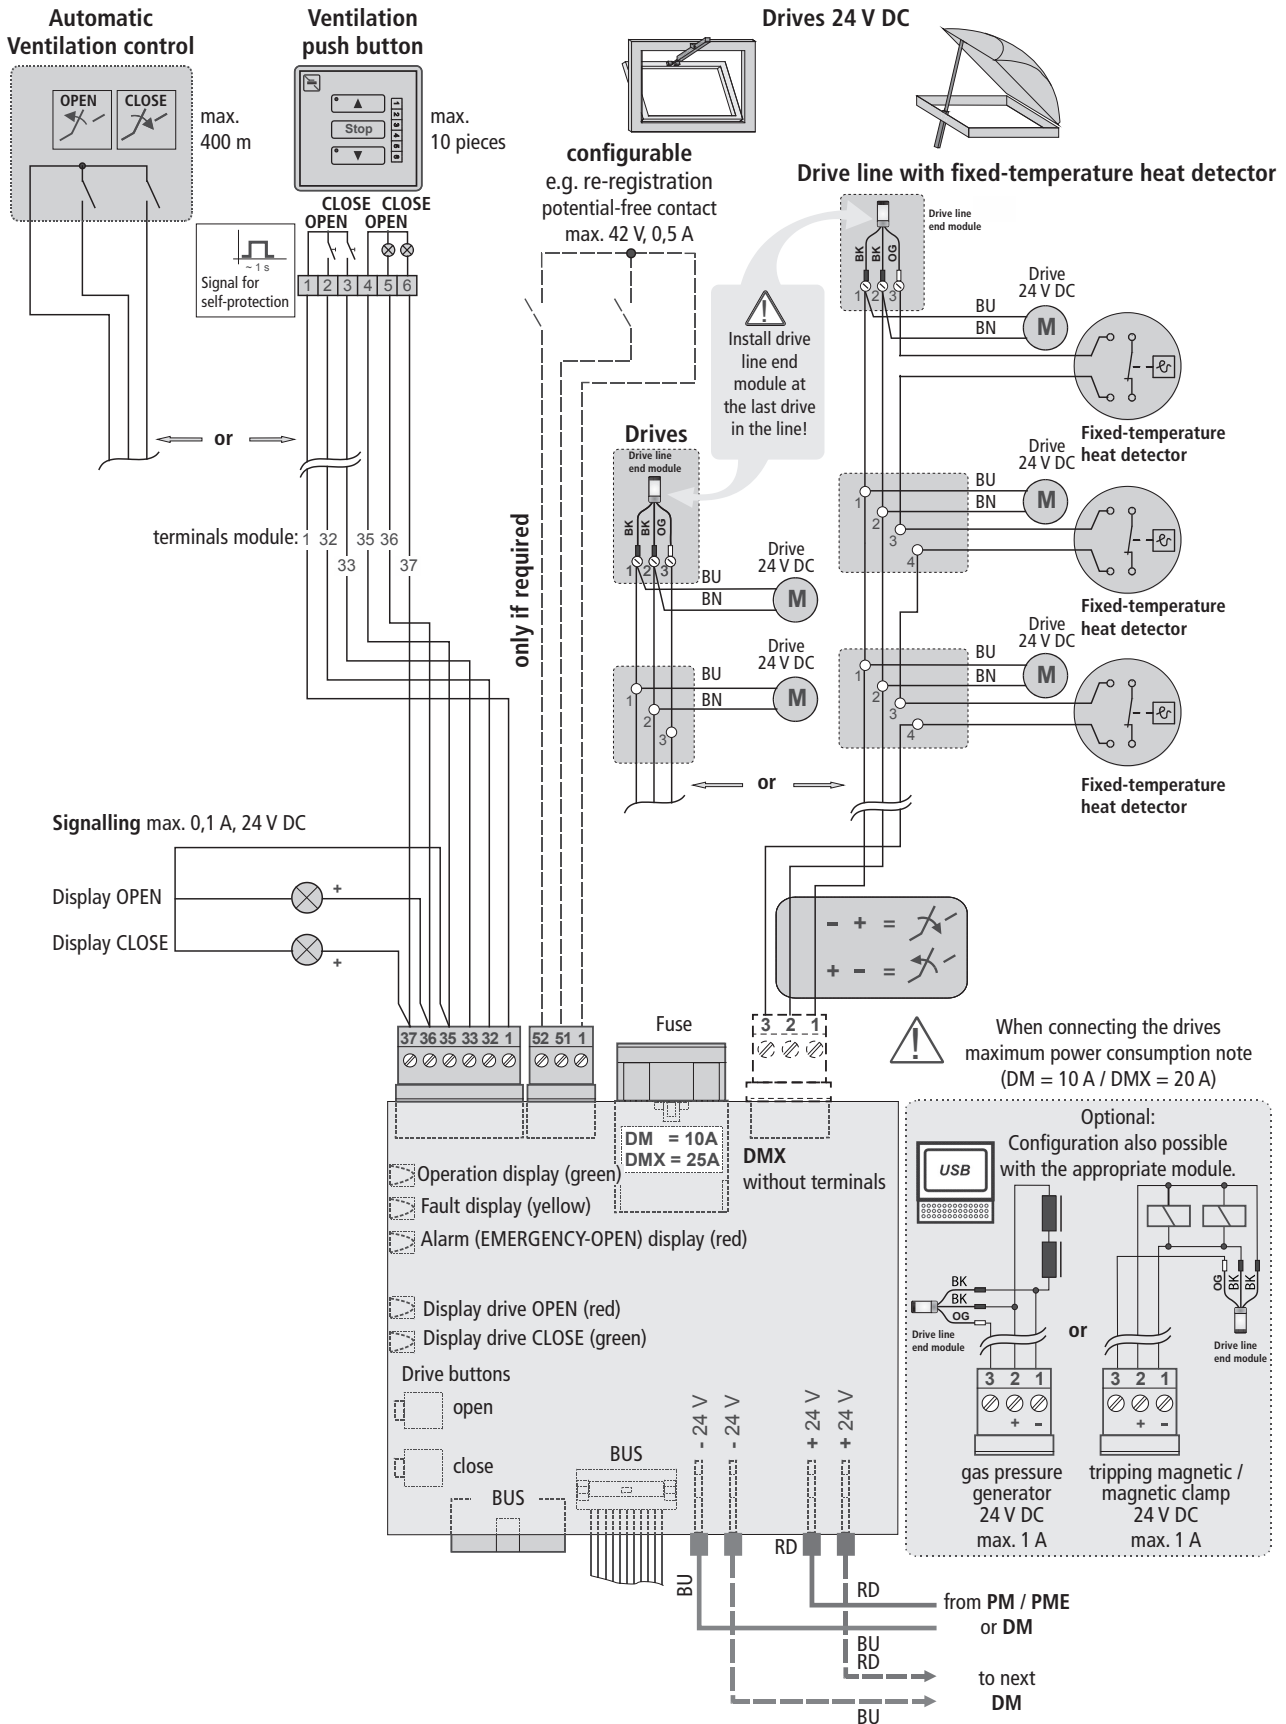 Automatic
Ventilation control
OPEN
CLOSE
max.
400 m
Ventilation
push button
Stop
1
2
3
4
5
6
max.
10 pieces
Drives 24 V DC
configurable
e.g. re-registration
potential-free contact
max. 42 V, 0,5 A
Drive line with fixed-temperature heat detector
CLOSE CLOSE
OPEN OPEN
~ 1 s
Signal for
self-protection
1 2 3 4 5 6
Drive line
end module
BK
BK
OG
1 2 3
Install drive
line end
module at
the last drive
in the line!
Drive
24 V DC
BU
BN
M
Fixed-temperature
heat detector
or
Drives
Drive line
end module
BK
BK
OG
1 2 3
Drive
24 V DC
BU
BN
M
Drive
24 V DC
BU
BN
M
1
2
3
4
Fixed-temperature
heat detector
terminals module: 1 32 35 36
33 37
only if required
Drive
24 V DC
BU
BN
M
1
2
3
Drive
24 V DC
BU
BN
M
1
2
3
4
Fixed-temperature
heat detector
or
Signalling max. 0,1 A, 24 V DC
Display OPEN
+
Display CLOSE
+
- + =
+ - =
37 36 35 33 32 1
52 51 1
Fuse
3 2 1
When connecting the drives
maximum power consumption note
(DM = 10 A / DMX = 20 A)
DM = 10A
DMX = 25A
DMX
without terminals
Operation display (green)
Fault display (yellow)
Alarm (EMERGENCY-OPEN) display (red)
Display drive OPEN (red)
Display drive CLOSE (green)
Drive buttons
open
close
BUS
BUS
- 24 V
- 24 V
+ 24 V
+ 24 V
Optional:
Configuration also possible
with the appropriate module.
USB
BK
BK
OG
Drive line
end module
or
OG
BK
BK
Drive line
end module
3 2 1
+ -
3 2 1
+ -
gas pressure
generator
24 V DC
max. 1 A
tripping magnetic /
magnetic clamp
24 V DC
max. 1 A
RD
BU
RD
from PM / PME
or DM
BU
RD
to next
DM
BU